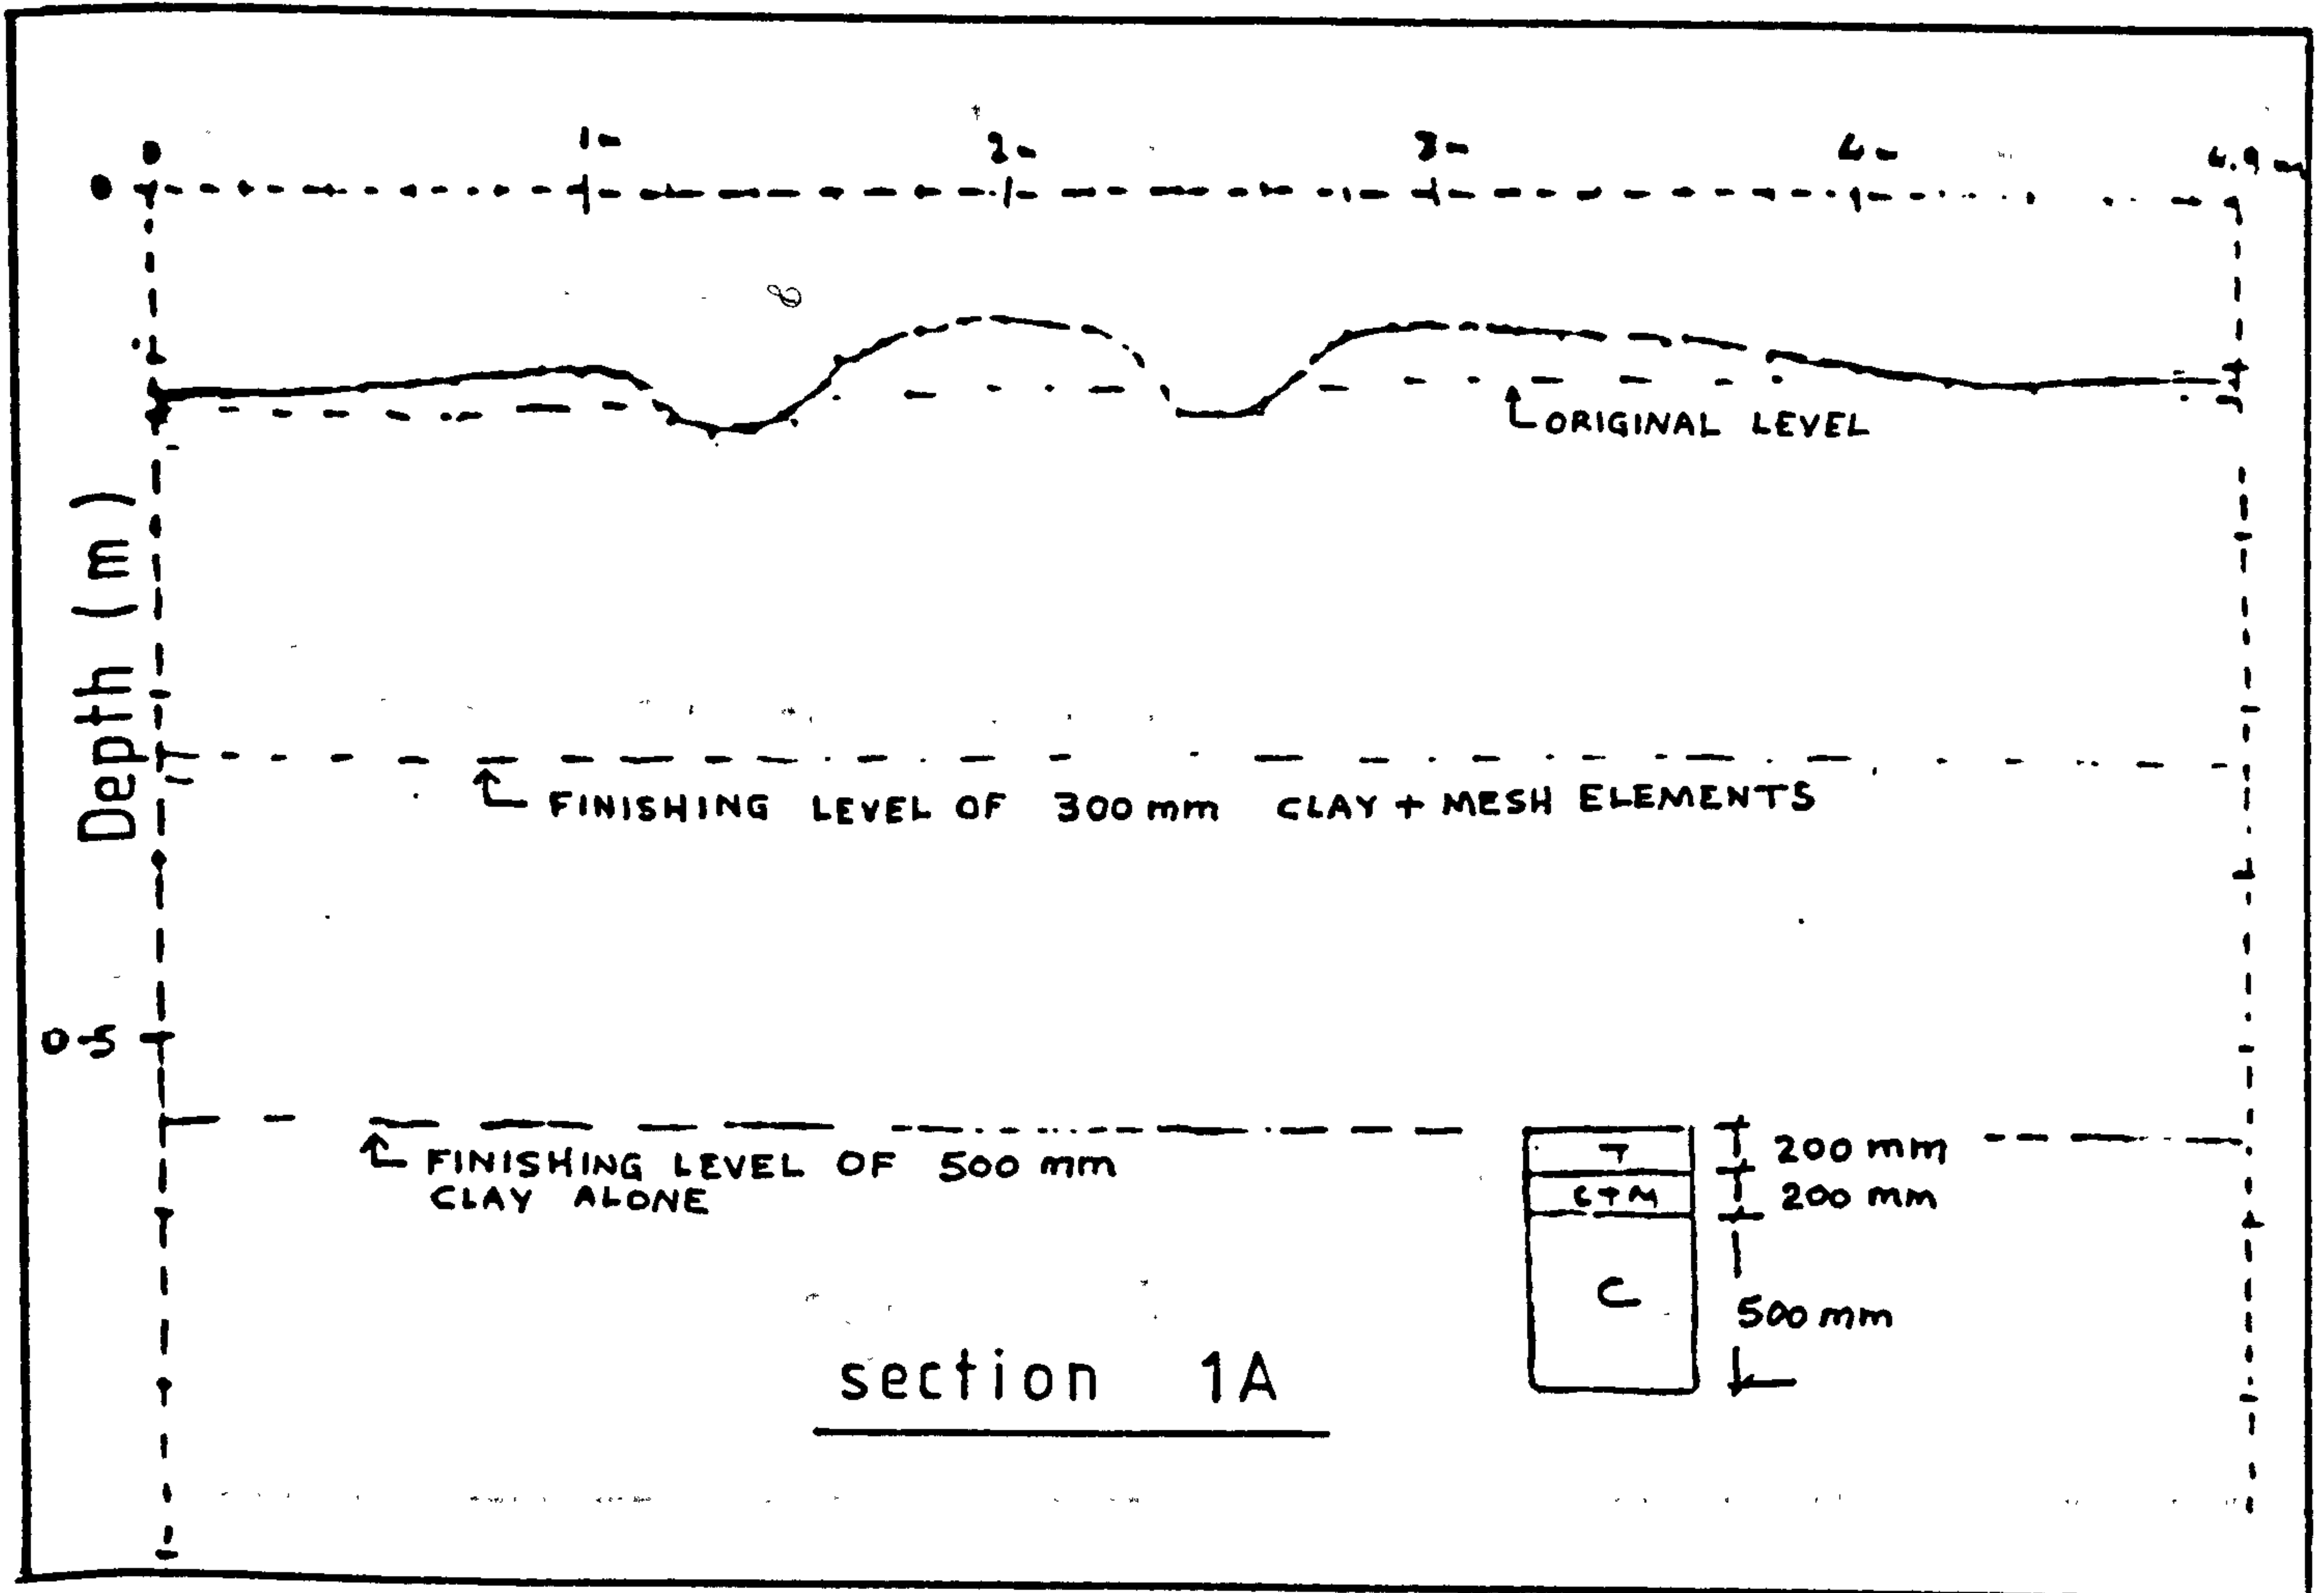 0 1m 2m 3m 4m 4.9m
0
ORIGINAL LEVEL
Depth (m)
FINISHING LEVEL OF 300 mm CLAY + MESH ELEMENTS
0.5
FINISHING LEVEL OF 500 mm
CLAY ALONE
T 200 mm
C+M 200 mm
C
500 mm
section 1A